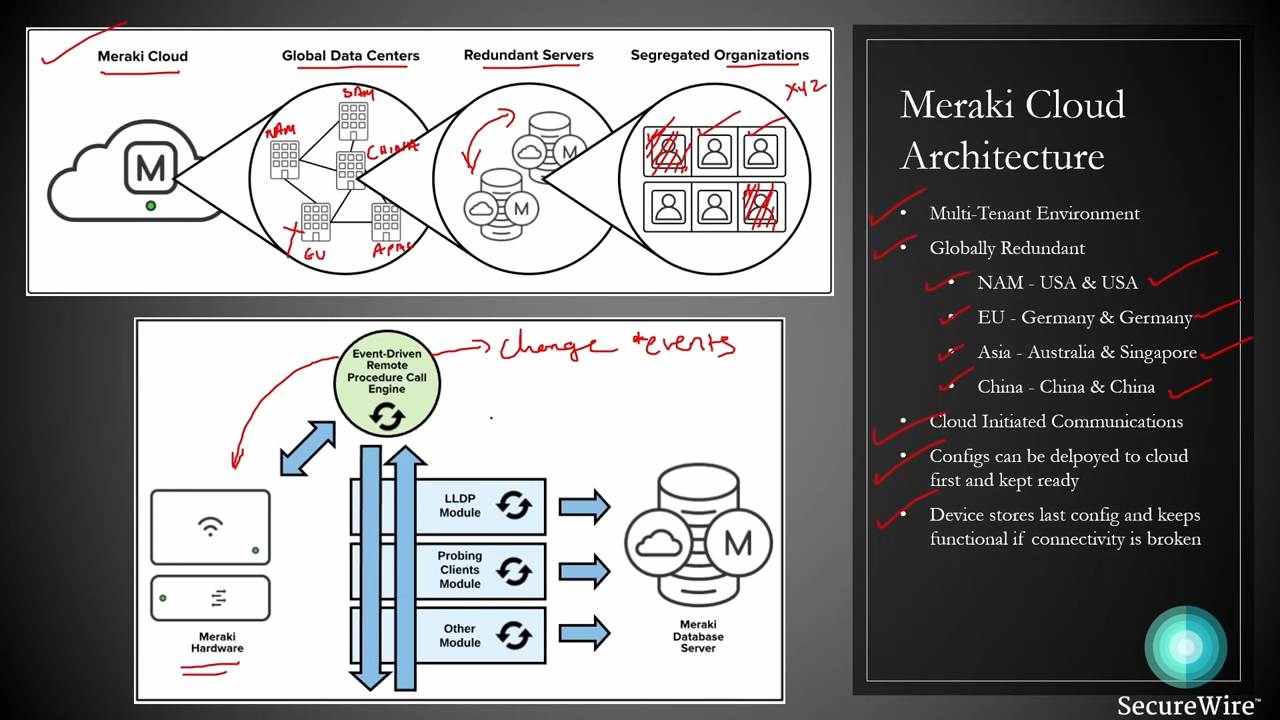 Meraki Cloud
Global Data Centers
Redundant Servers
Segregated Organizations
XYZ
SAM
NAM
CHINA
EU
APAC
M
M
M
Meraki Cloud
Architecture
• Multi-Tenant Environment
• Globally Redundant
• NAM - USA & USA
• EU - Germany & Germany
• Asia - Australia & Singapore
• China - China & China
• Cloud Initiated Communications
• Configs can be delpoyed to cloud
first and kept ready
• Device stores last config and keeps
functional if connectivity is broken
Event-Driven
Remote
Procedure Call
Engine
change events
LLDP
Module
Probing
Clients
Module
Other
Module
M
Meraki
Hardware
Meraki
Database
Server
SecureWire™